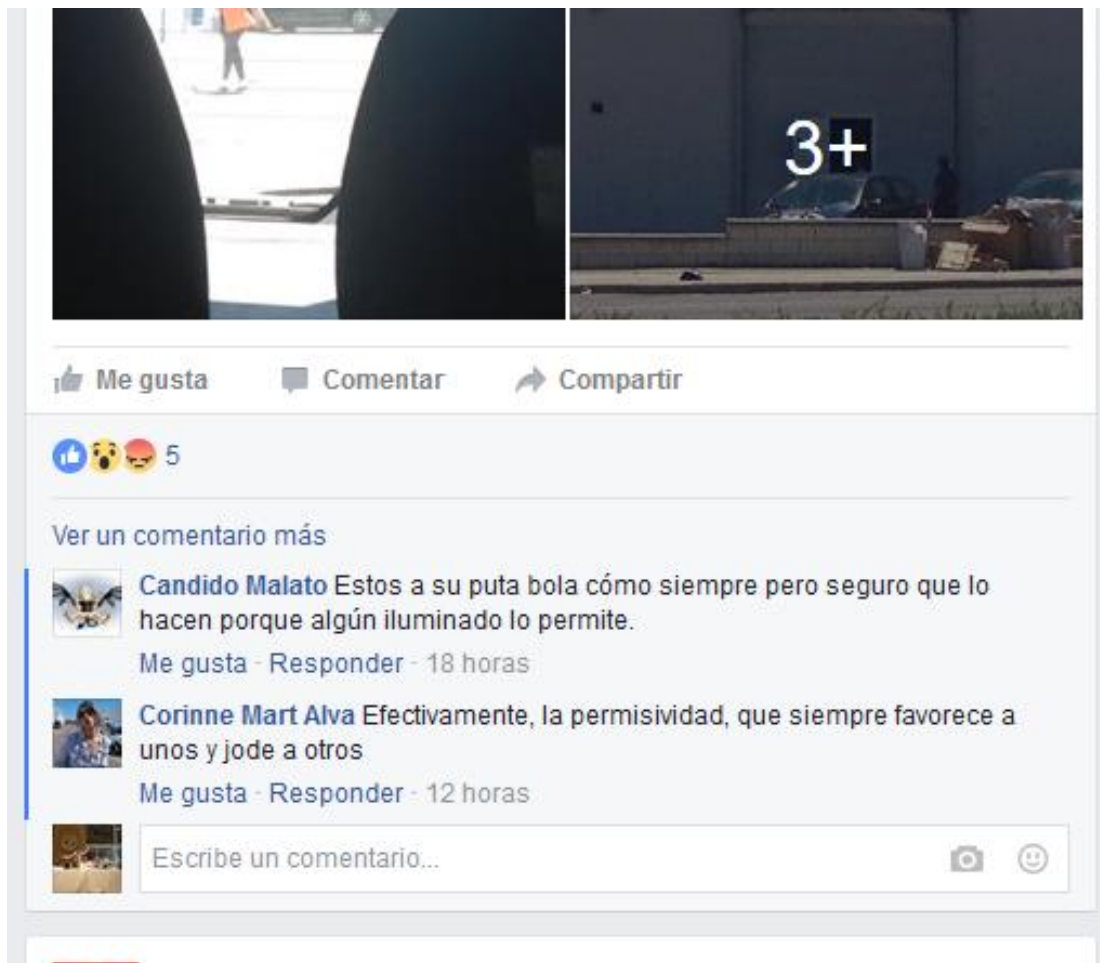 3+
Me gusta Comentar Compartir
5
Ver un comentario más
Candido Malato Estos a su puta bola cómo siempre pero seguro que lo
hacen porque algún iluminado lo permite.
Me gusta · Responder · 18 horas
Corinne Mart Alva Efectivamente, la permisividad, que siempre favorece a
unos y jode a otros
Me gusta · Responder · 12 horas
Escribe un comentario...